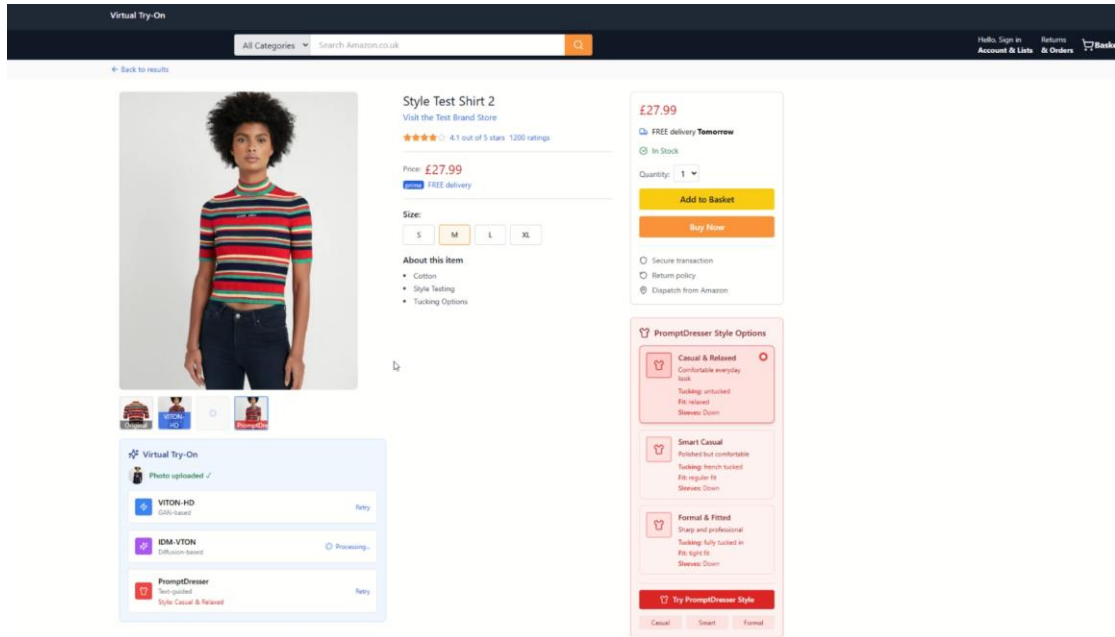 Virtual Try-On
All Categories
Search Amazon.co.uk
Hello, Sign in
Account & Lists
Returns
& Orders
Baske
← Back to results
Style Test Shirt 2
Visit the Test Brand Store
4.1 out of 5 stars 1200 ratings
Price: £27.99
prime FREE delivery
Size:
S M L XL
About this item
• Cotton
• Style Testing
• Tucking Options
£27.99
FREE delivery Tomorrow
In Stock
Quantity: 1
Add to Basket
Buy Now
Secure transaction
Return policy
Dispatch from Amazon
Original
VITON-
HD
PromptDre
Virtual Try-On
Photo uploaded ✓
VITON-HD
GAN-based
Retry
IDM-VTON
Diffusion-based
Processing...
PromptDresser
Text-guided
Style: Casual & Relaxed
Retry
PromptDresser Style Options
Casual & Relaxed
Comfortable everyday
look
Tucking: untucked
Fit: relaxed
Sleeves: Down
Smart Casual
Polished but comfortable
Tucking: french tucked
Fit: regular fit
Sleeves: Down
Formal & Fitted
Sharp and professional
Tucking: fully tucked in
Fit: tight fit
Sleeves: Down
Try PromptDresser Style
Casual Smart Formal